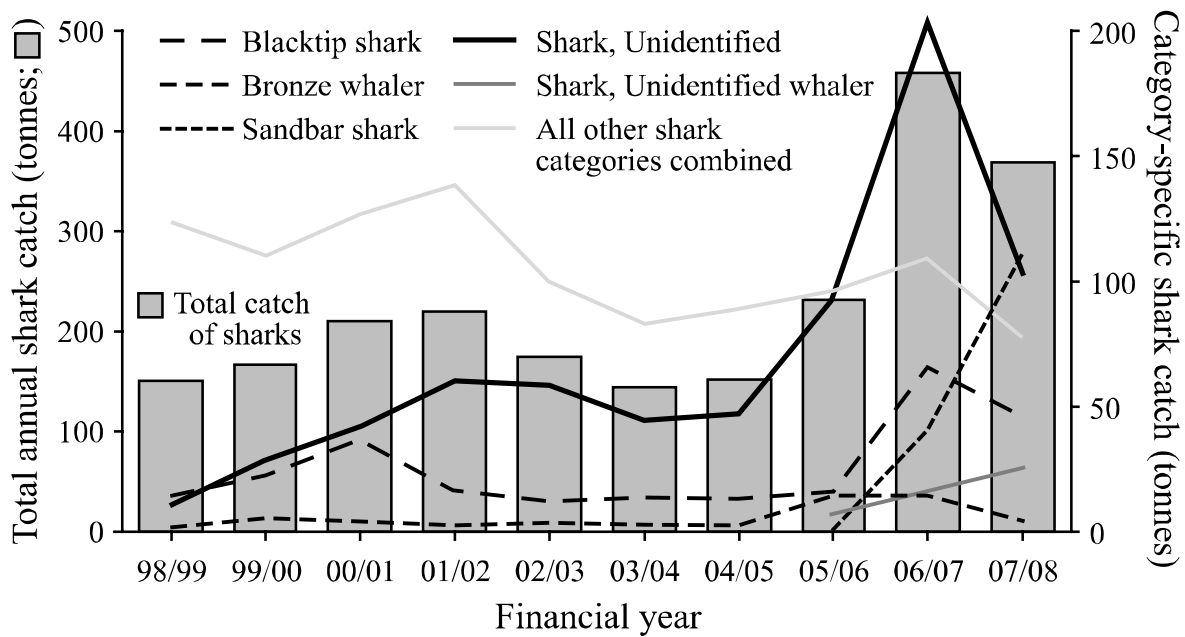 Total annual shark catch (tonnes; )
500
400
300
200
100
0
Blacktip shark
Bronze whaler
Sandbar shark
Shark, Unidentified
Shark, Unidentified whaler
All other shark
categories combined
Total catch
of sharks
200
150
100
50
0
Category-specific shark catch (tonnes)
98/99 99/00 00/01 01/02 02/03 03/04 04/05 05/06 06/07 07/08
Financial year